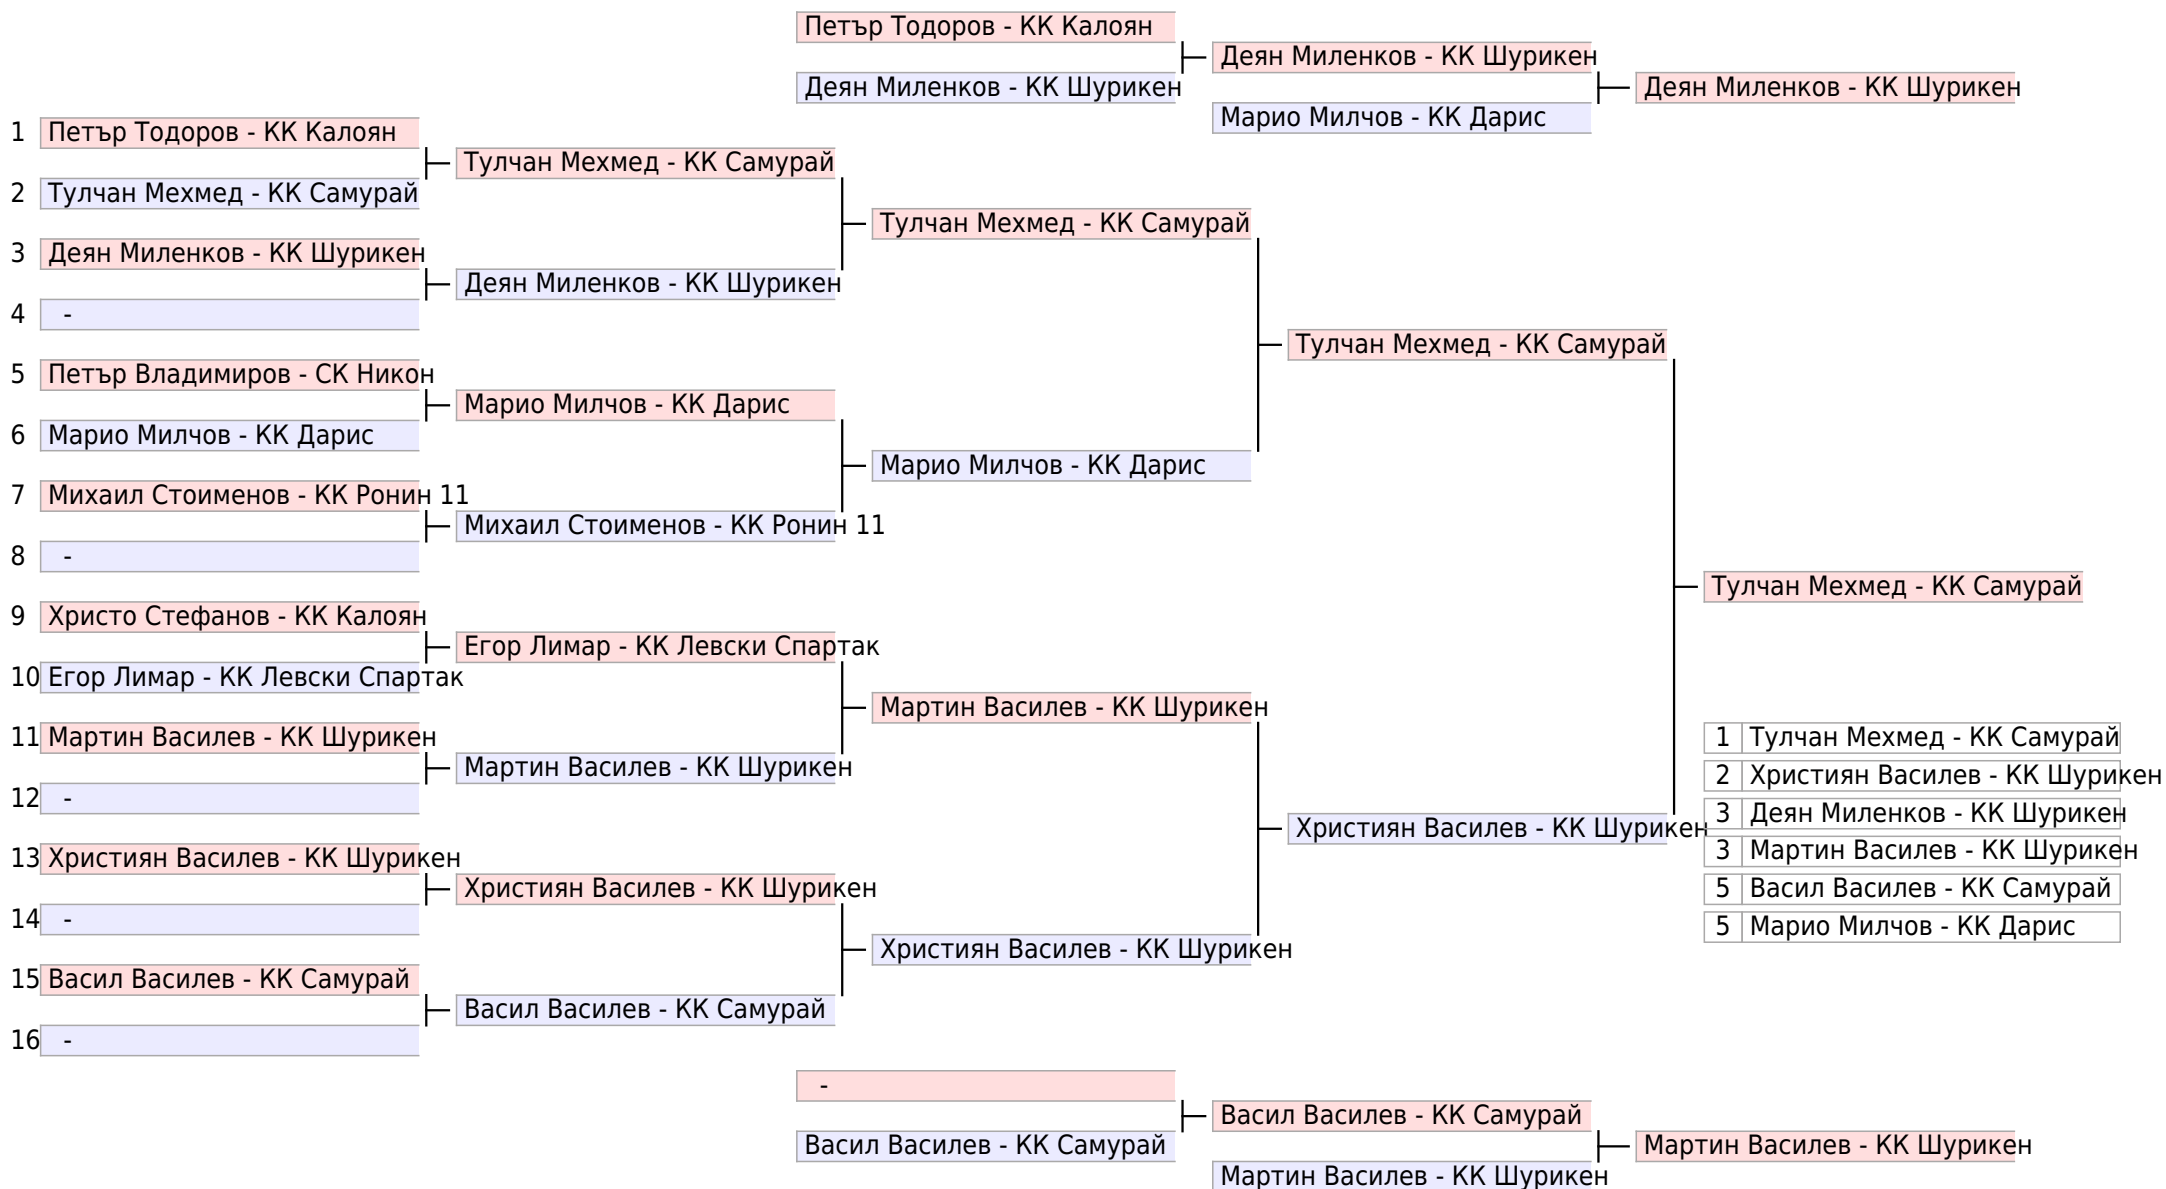 Петър Тодоров - КК Калоян
Деян Миленков - КК Шурикен
Деян Миленков - КК Шурикен
Деян Миленков - КК Шурикен
Марио Милчов - КК Дарис
1 Петър Тодоров - КК Калоян
Тулчан Мехмед - КК Самурай
2 Тулчан Мехмед - КК Самурай
Тулчан Мехмед - КК Самурай
3 Деян Миленков - КК Шурикен
Деян Миленков - КК Шурикен
4 -
Тулчан Мехмед - КК Самурай
5 Петър Владимиров - СК Никон
Марио Милчов - КК Дарис
6 Марио Милчов - КК Дарис
Марио Милчов - КК Дарис
7 Михаил Стоименов - КК Ронин 11
Михаил Стоименов - КК Ронин 11
8 -
Тулчан Мехмед - КК Самурай
9 Христо Стефанов - КК Калоян
Егор Лимар - КК Левски Спартак
10 Егор Лимар - КК Левски Спартак
Мартин Василев - КК Шурикен
11 Мартин Василев - КК Шурикен
1 Тулчан Мехмед - КК Самурай
Мартин Василев - КК Шурикен
2 Християн Василев - КК Шурикен
12 -
3 Деян Миленков - КК Шурикен
Християн Василев - КК Шурикен
3 Мартин Василев - КК Шурикен
13 Християн Василев - КК Шурикен
Християн Василев - КК Шурикен
5 Васил Василев - КК Самурай
14 -
5 Марио Милчов - КК Дарис
Християн Василев - КК Шурикен
15 Васил Василев - КК Самурай
Васил Василев - КК Самурай
16 -
-
Васил Василев - КК Самурай
Васил Василев - КК Самурай
Мартин Василев - КК Шурикен
Мартин Василев - КК Шурикен